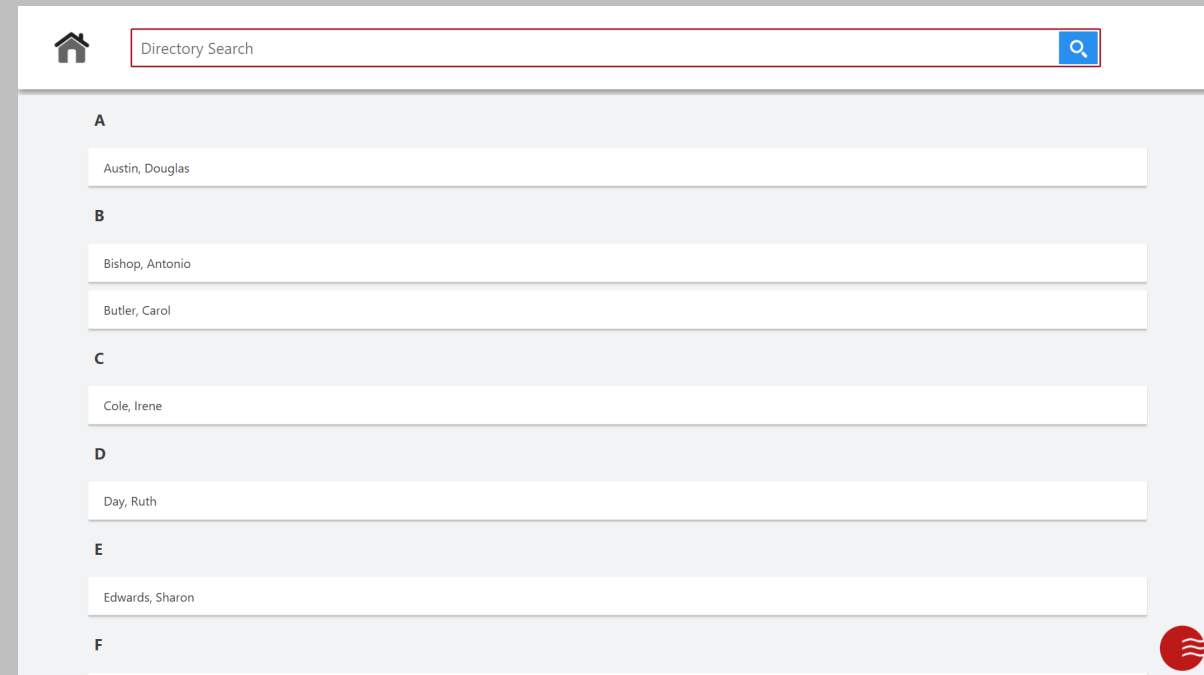 Directory Search
A
Austin, Douglas
B
Bishop, Antonio
Butler, Carol
C
Cole, Irene
D
Day, Ruth
E
Edwards, Sharon
F